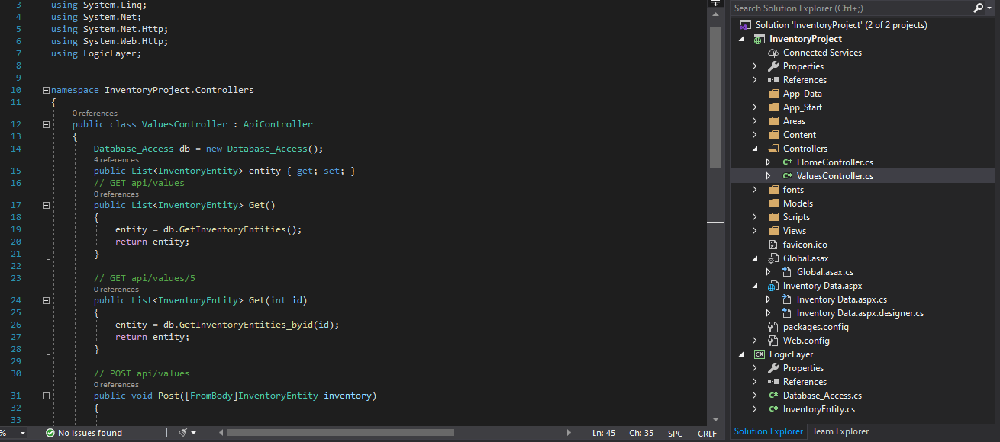 3 using System.Linq;
4 using System.Net;
5 using System.Net.Http;
6 using System.Web.Http;
7 using LogicLayer;
8
9
10 namespace InventoryProject.Controllers
11 {
0 references
12 public class ValuesController : ApiController
13 {
14 Database_Access db = new Database_Access();
4 references
15 public List<InventoryEntity> entity { get; set; }
16 // GET api/values
0 references
17 public List<InventoryEntity> Get()
18 {
19 entity = db.GetInventoryEntities();
20 return entity;
21 }
22
23 // GET api/values/5
0 references
24 public List<InventoryEntity> Get(int id)
25 {
26 entity = db.GetInventoryEntities_byid(id);
27 return entity;
28 }
29
30 // POST api/values
0 references
31 public void Post([FromBody]InventoryEntity inventory)
32 {
33
% No issues found Ln: 45 Ch: 35 SPC CRLF
Search Solution Explorer (Ctrl+;)
Solution 'InventoryProject' (2 of 2 projects)
InventoryProject
Connected Services
Properties
References
App_Data
App_Start
Areas
Content
Controllers
C# HomeController.cs
C# ValuesController.cs
fonts
Models
Scripts
Views
favicon.ico
Global.asax
Global.asax.cs
Inventory Data.aspx
Inventory Data.aspx.cs
Inventory Data.aspx.designer.cs
packages.config
Web.config
C# LogicLayer
Properties
References
C# Database_Access.cs
C# InventoryEntity.cs
Solution Explorer Team Explorer